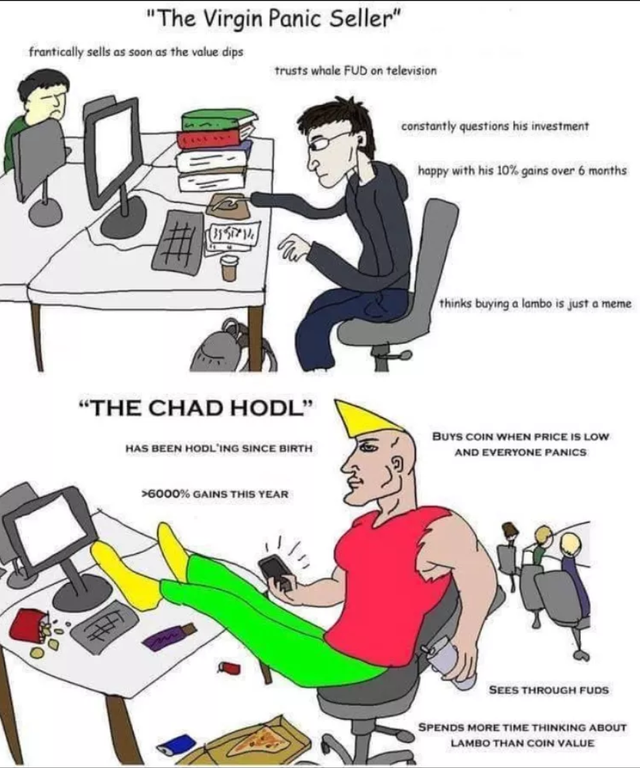 "The Virgin Panic Seller"
frantically sells as soon as the value dips
trusts whale FUD on television
constantly questions his investment
happy with his 10% gains over 6 months
thinks buying a lambo is just a meme
“THE CHAD HODL”
HAS BEEN HODL'ING SINCE BIRTH
BUYS COIN WHEN PRICE IS LOW
AND EVERYONE PANICS
>6000% GAINS THIS YEAR
SEES THROUGH FUDS
SPENDS MORE TIME THINKING ABOUT
LAMBO THAN COIN VALUE